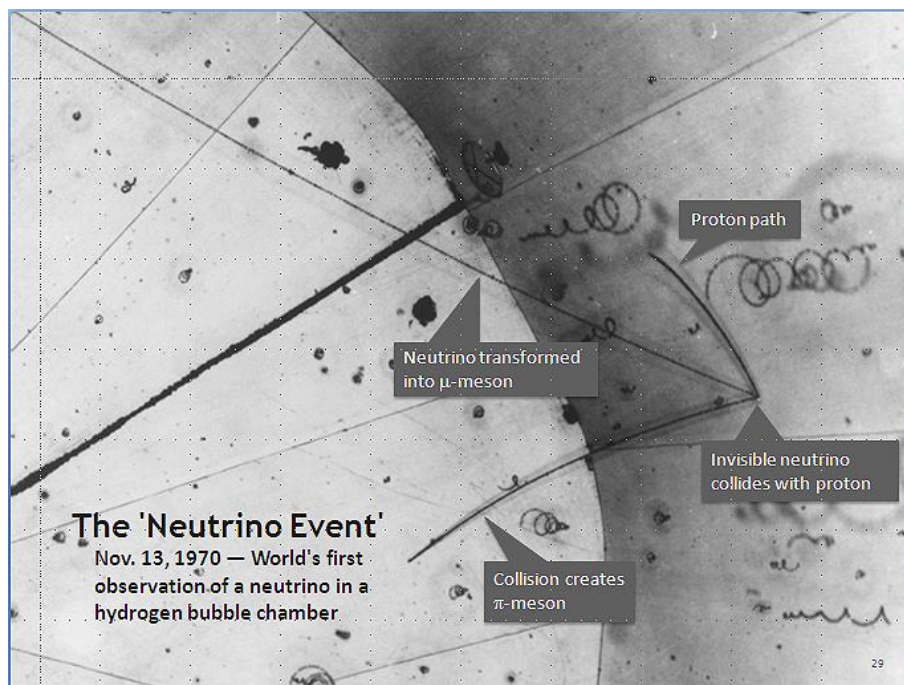 Proton path
Neutrino transformed
into μ-meson
Invisible neutrino
collides with proton
The 'Neutrino Event'
Nov. 13, 1970 — World's first
observation of a neutrino in a
hydrogen bubble chamber
Collision creates
π-meson
29